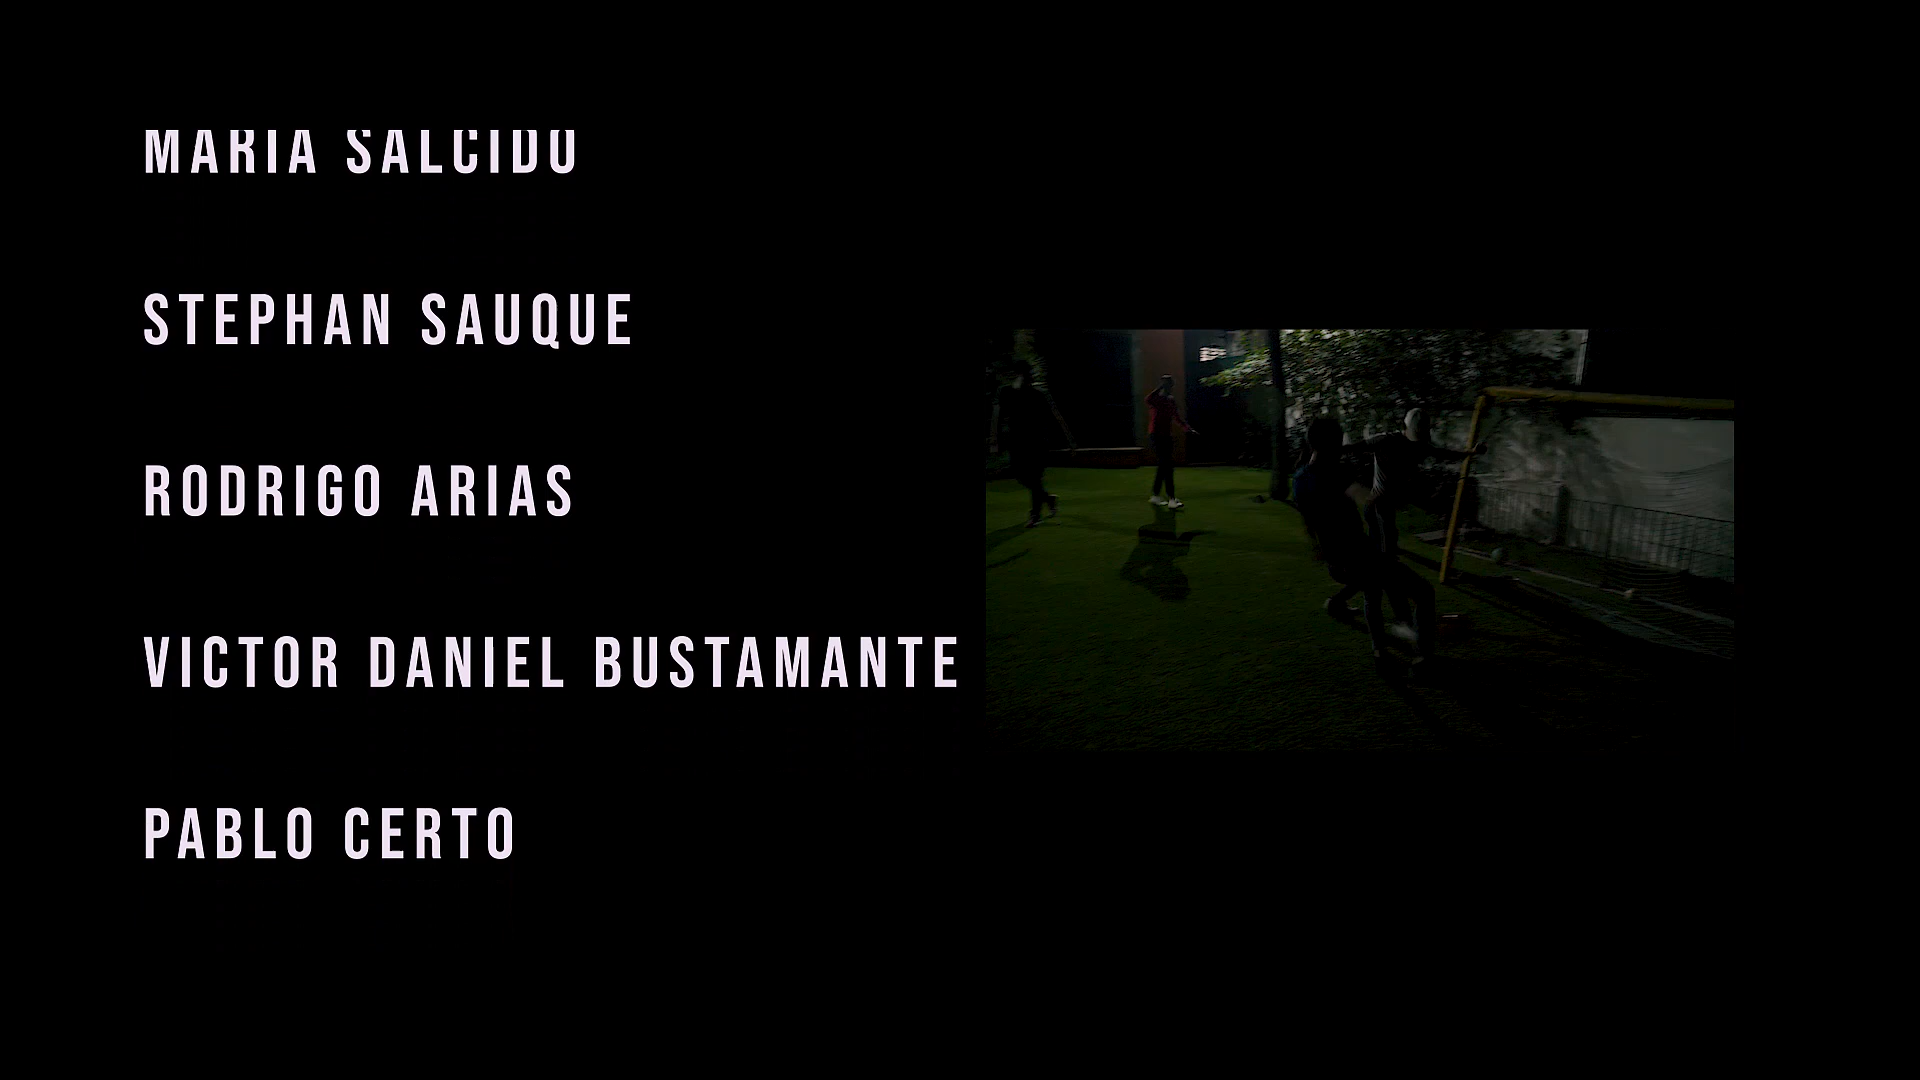 MARIA SALCIDO
STEPHAN SAUQUE
RODRIGO ARIAS
VICTOR DANIEL BUSTAMANTE
PABLO CERTO